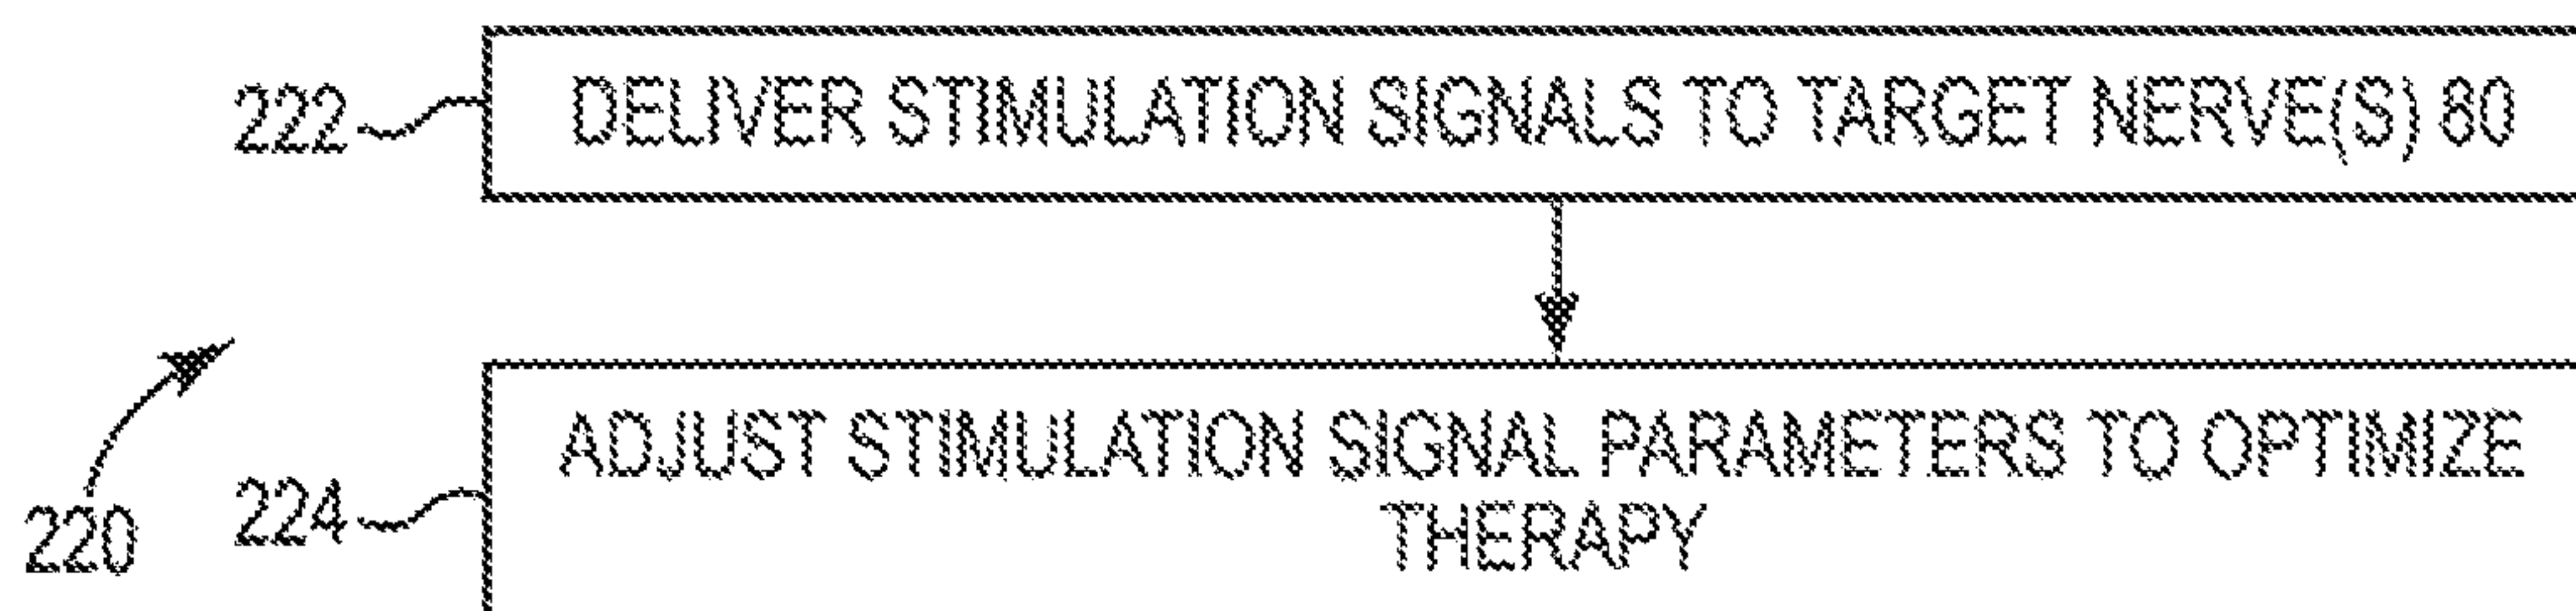 222 DELIVER STIMULATION SIGNALS TO TARGET NERVE(S) 80
220
224 ADJUST STIMULATION SIGNAL PARAMETERS TO OPTIMIZE
THERAPY